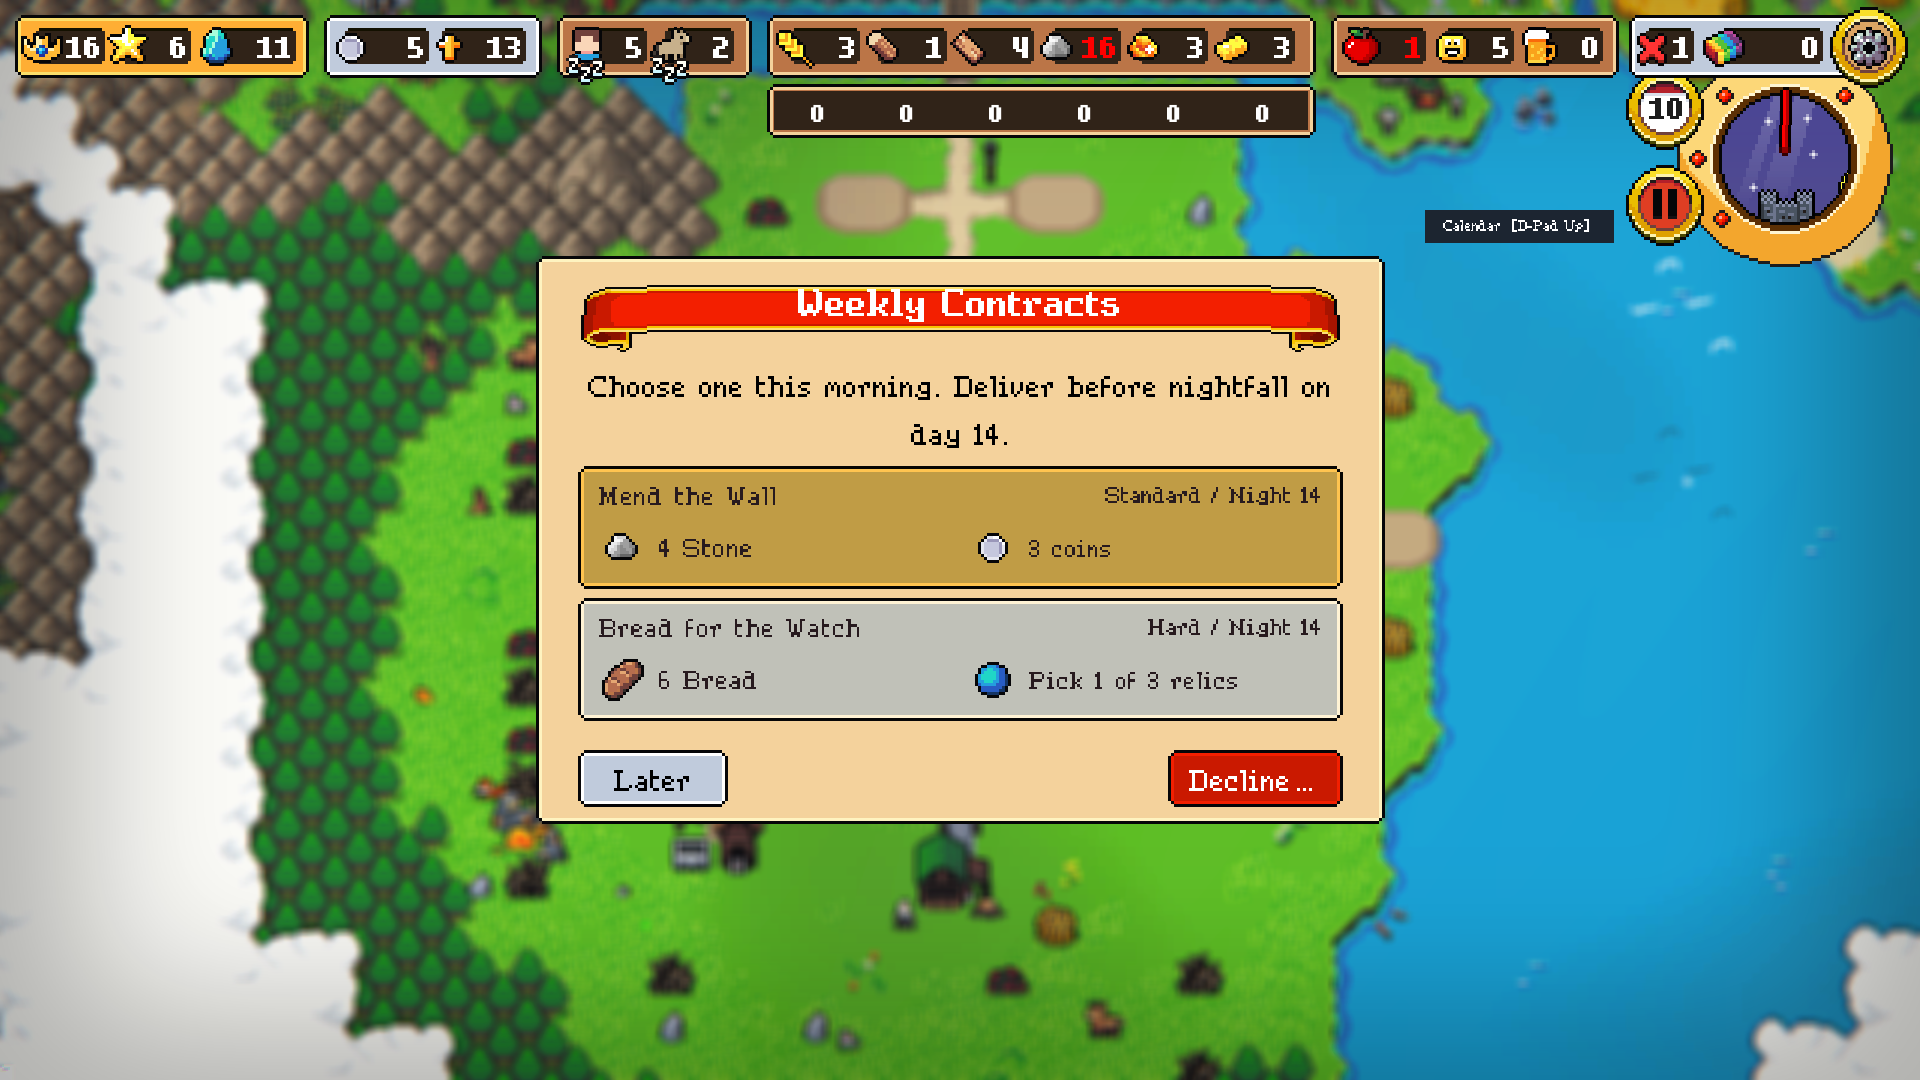 16 6 11 5 13 5 2 3 1 4 16 3 3 1 5 0 1 0
0 0 0 0 0 0
10
Calendar [D-Pad Up]
Weekly Contracts
Choose one this morning. Deliver before nightfall on
day 14.
Mend the Wall Standard / Night 14
4 Stone 3 coins
Bread for the Watch Hard / Night 14
6 Bread Pick 1 of 3 relics
Later Decline...